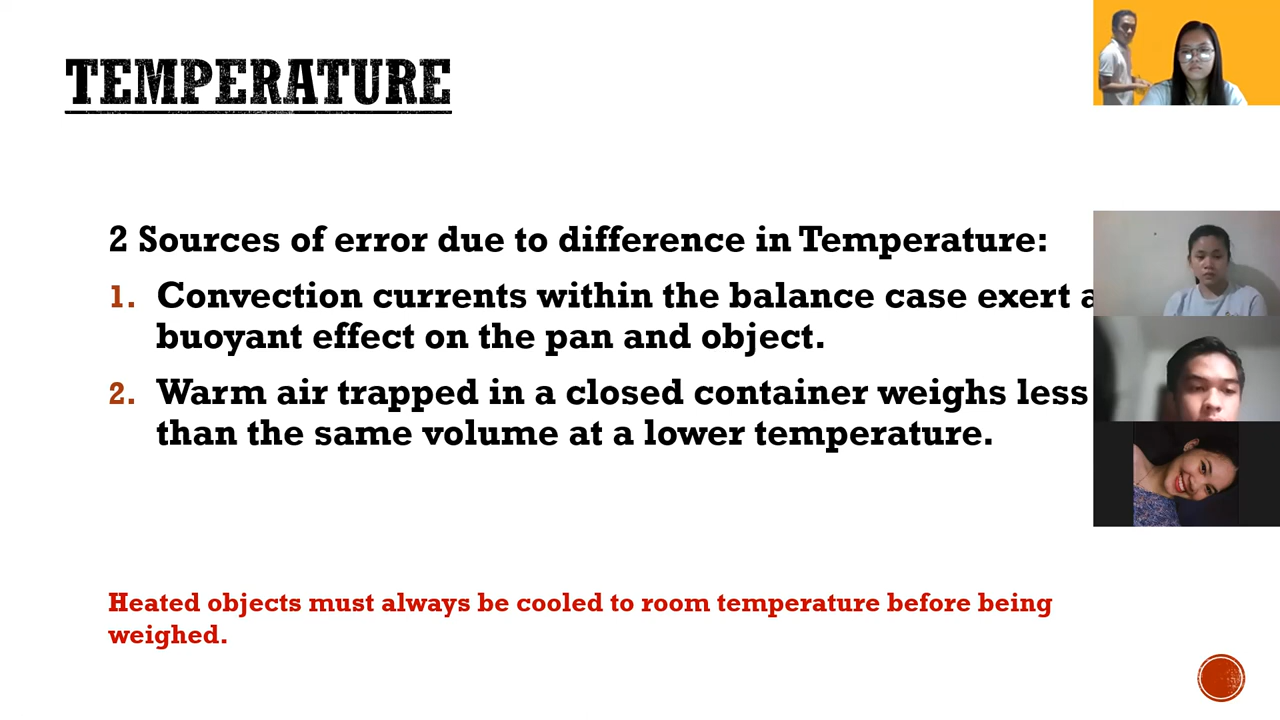 TEMPERATURE
2 Sources of error due to difference in Temperature:
1. Convection currents within the balance case exert a
buoyant effect on the pan and object.
2. Warm air trapped in a closed container weighs less
than the same volume at a lower temperature.
Heated objects must always be cooled to room temperature before being
weighed.